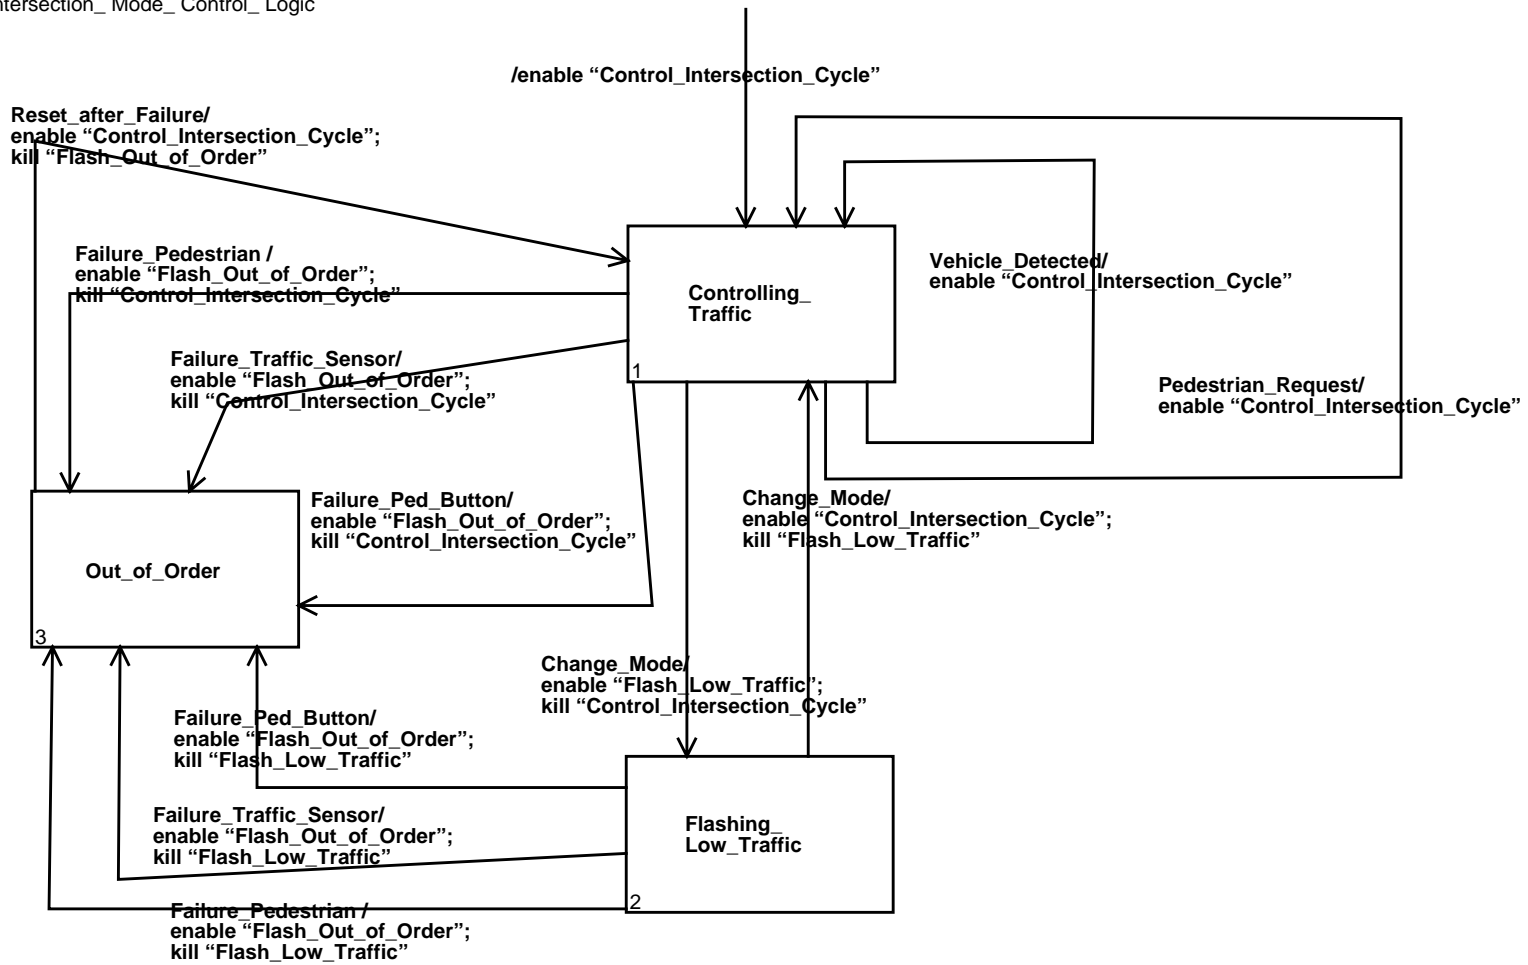 ntersection_ Mode_ Control_ Logic
/enable “Control_Intersection_Cycle”
Reset_after_Failure/
enable “Control_Intersection_Cycle”;
kill “Flash_Out_of_Order”
Failure_Pedestrian /
enable “Flash_Out_of_Order”;
kill “Control_Intersection_Cycle”
Controlling_
Traffic
1
Vehicle_Detected/
enable “Control_Intersection_Cycle”
Failure_Traffic_Sensor/
enable “Flash_Out_of_Order”;
kill “Control_Intersection_Cycle”
Pedestrian_Request/
enable “Control_Intersection_Cycle”
Failure_Ped_Button/
enable “Flash_Out_of_Order”;
kill “Control_Intersection_Cycle”
Change_Mode/
enable “Control_Intersection_Cycle”;
kill “Flash_Low_Traffic”
Out_of_Order
3
Change_Mode/
enable “Flash_Low_Traffic”;
kill “Control_Intersection_Cycle”
Failure_Ped_Button/
enable “Flash_Out_of_Order”;
kill “Flash_Low_Traffic”
Failure_Traffic_Sensor/
enable “Flash_Out_of_Order”;
kill “Flash_Low_Traffic”
Flashing_
Low_Traffic
2
Failure_Pedestrian /
enable “Flash_Out_of_Order”;
kill “Flash_Low_Traffic”